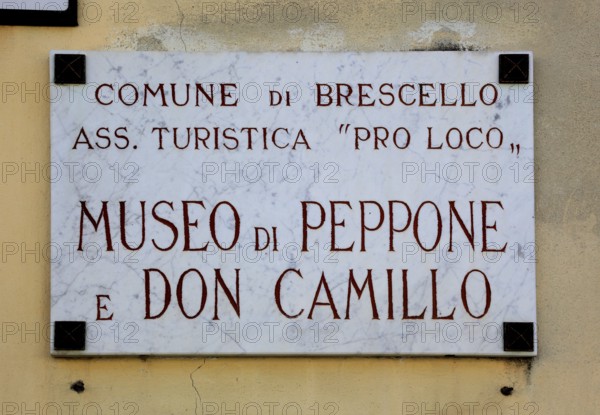 COMUNE DI BRESCELLO
ASS. TURISTICA "PRO LOCO„
MUSEO DI PEPPONE
E DON CAMILLO